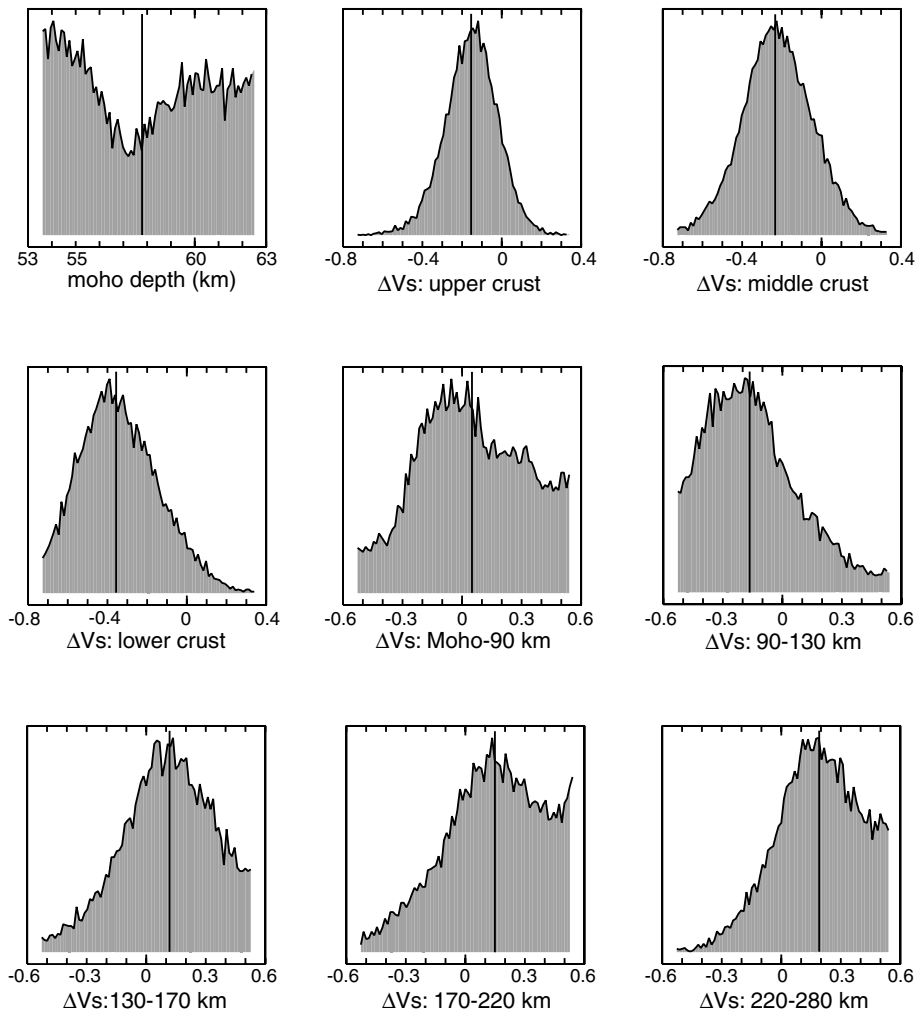 53 55 60 63
moho depth (km)
-0.8 -0.4 0 0.4
ΔVs: upper crust
-0.8 -0.4 0 0.4
ΔVs: middle crust
-0.8 -0.4 0 0.4
ΔVs: lower crust
-0.6 -0.3 0 0.3 0.6
ΔVs: Moho-90 km
-0.6 -0.3 0 0.3 0.6
ΔVs: 90-130 km
-0.6 -0.3 0 0.3 0.6
ΔVs:130-170 km
-0.6 -0.3 0 0.3 0.6
ΔVs: 170-220 km
-0.6 -0.3 0 0.3 0.6
ΔVs: 220-280 km